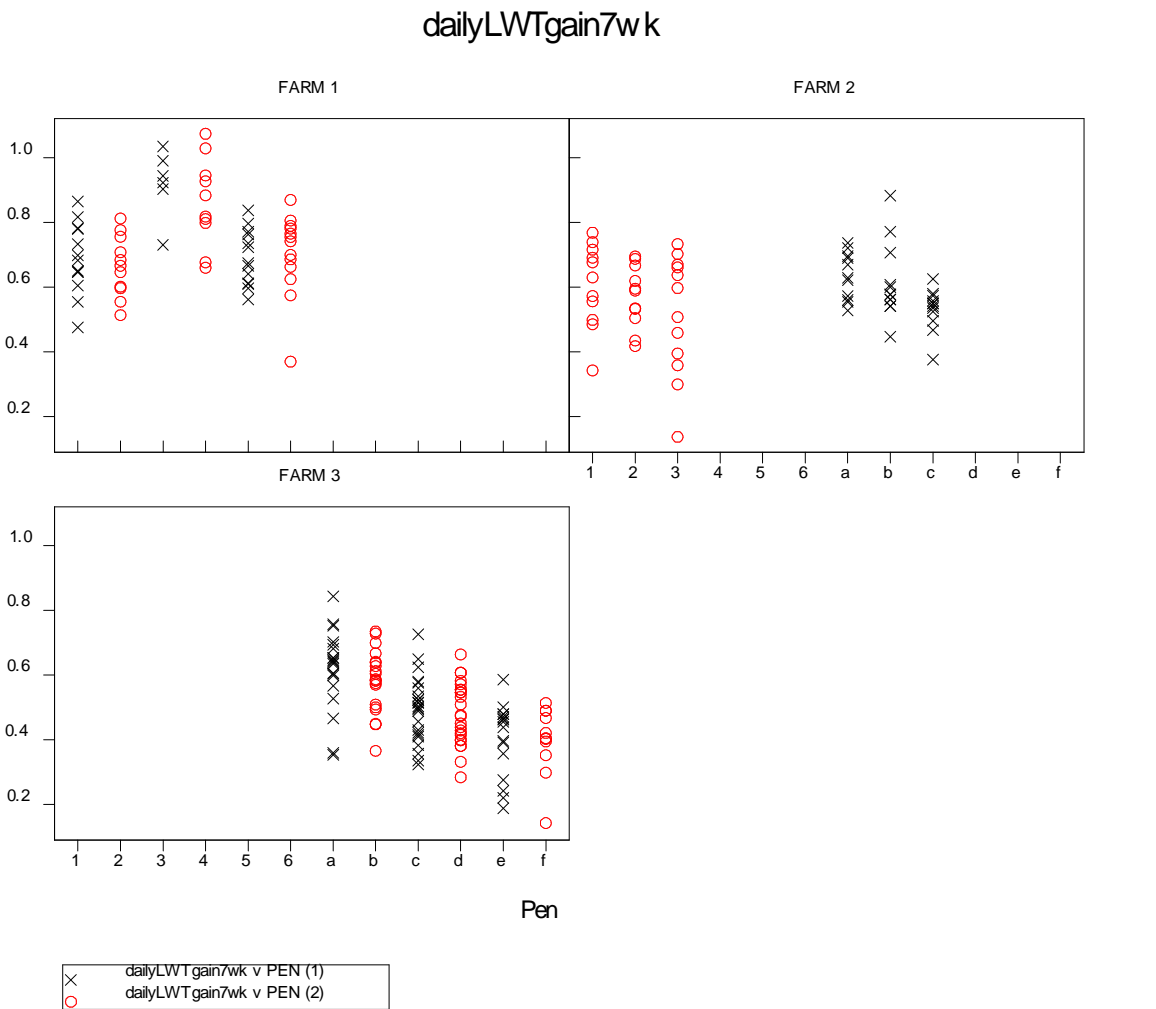 dailyLWTgain7wk
FARM 1 FARM 2
1.0
0.8
0.6
0.4
0.2
1 2 3 4 5 6 a b c d e f
FARM 3
1.0
0.8
0.6
0.4
0.2
1 2 3 4 5 6 a b c d e f
Pen
dailyLWTgain7wk v PEN (1)
dailyLWTgain7wk v PEN (2)